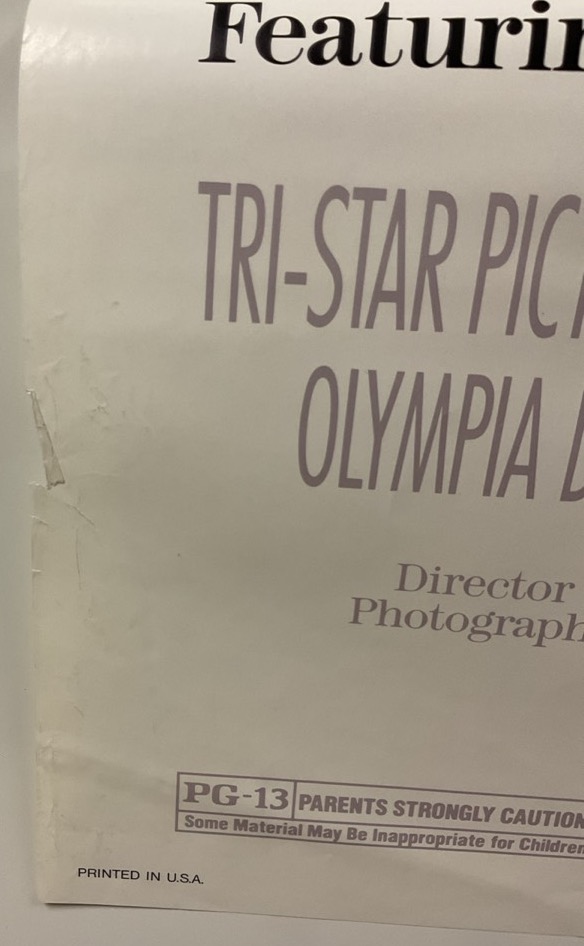 Featurin
TRI-STAR PIC
OLYMPIA D
Director
Photograph
PG-13 PARENTS STRONGLY CAUTION
Some Material May Be Inappropriate for Children
PRINTED IN U.S.A.